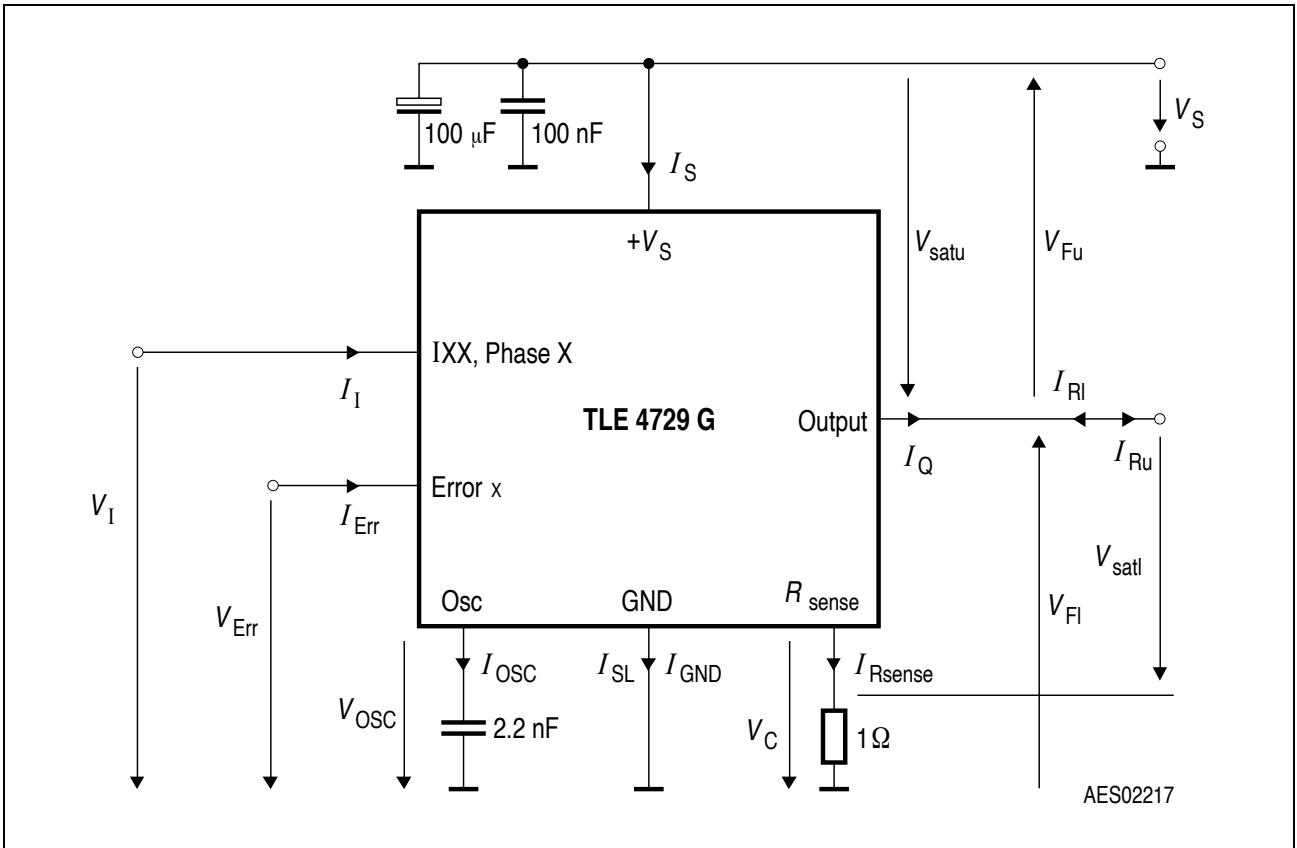 100 μF
100 nF
V_S
I_S
+V_S
V_satu
V_Fu
IXX, Phase X
I_I
TLE 4729 G
Output
I_Rl
I_Q
I_Ru
Error x
I_Err
V_I
V_satl
Osc
GND
R_sense
V_Err
V_Fl
I_OSC
I_SL
I_GND
I_Rsense
V_OSC
2.2 nF
V_C
1Ω
AES02217